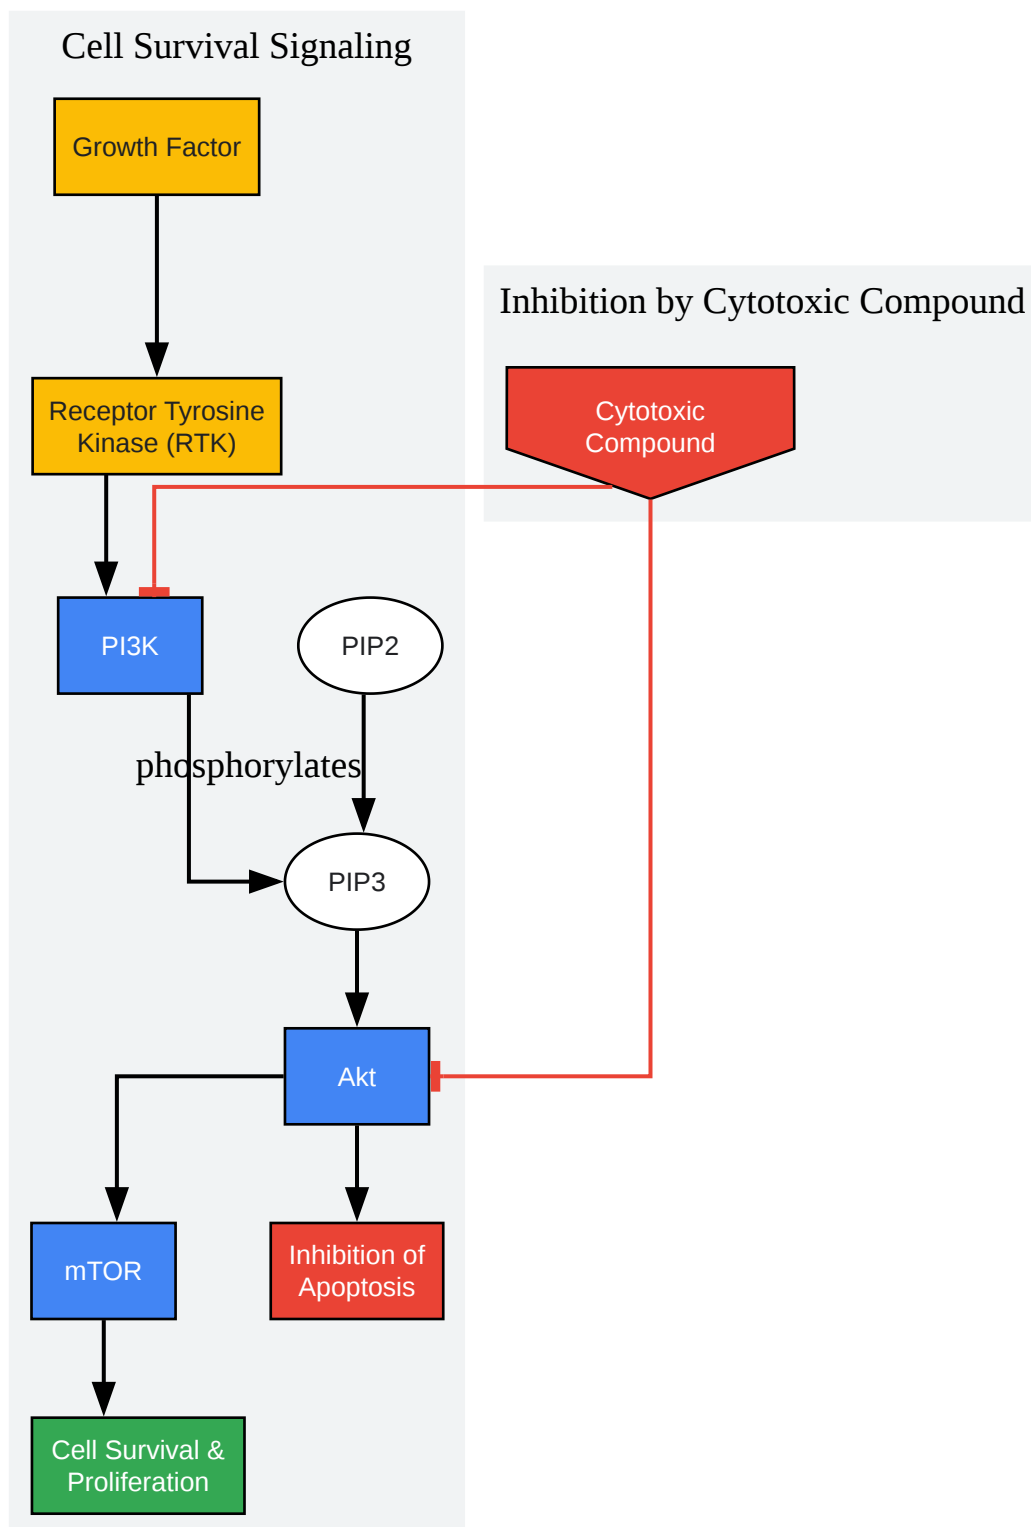 Cell Survival Signaling
Growth Factor
Inhibition by Cytotoxic Compound
Receptor Tyrosine
Kinase (RTK)
Cytotoxic
Compound
PI3K
PIP2
phosphorylates
PIP3
Akt
mTOR
Inhibition of
Apoptosis
Cell Survival &
Proliferation